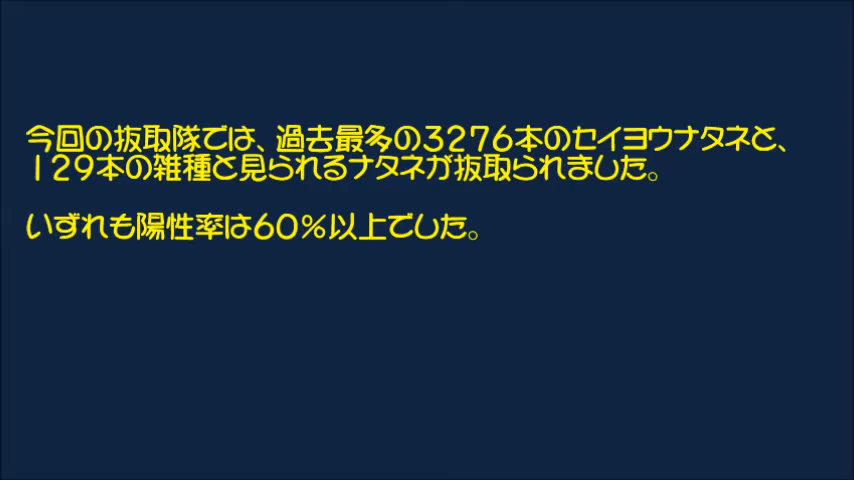 今回の抜取隊では、過去最多の3276本のセイヨウナタネと、
129本の雑種と見られるナタネが抜取られました。
いずれも陽性率は60%以上でした。